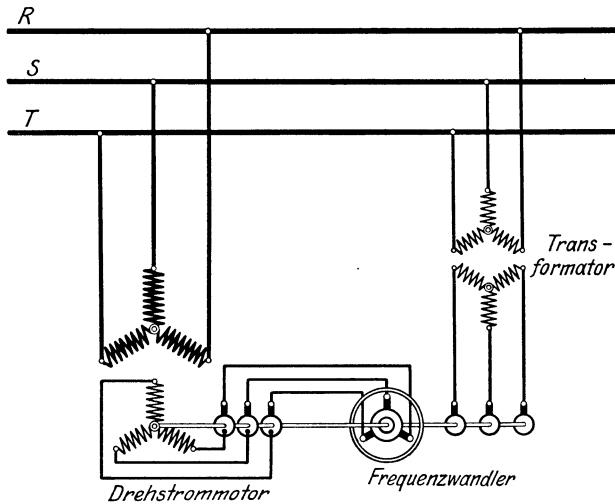 R
S
T
Trans-
formator
Frequenzwandler
Drehstrommotor